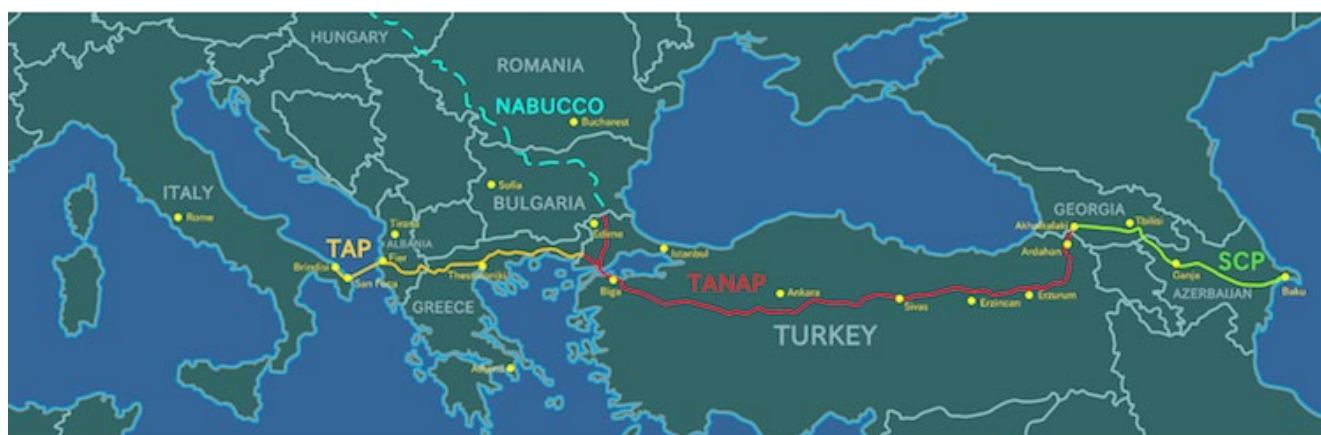 HUNGARY
ROMANIA
NABUCCO
Bucharest
ITALY
Rome
Sofia
BULGARIA
GEORGIA
Tbilisi
Akhalkalaki
Tirana
ALBANIA
Edirne
Istanbul
Ardahan
TAP
Fier
Brindisi
San Foca
Thessaloniki
SCP
Ganja
Baku
AZERBAIJAN
GREECE
Biga
TANAP
Ankara
Sivas
Erzincan
Erzurum
TURKEY
Athens